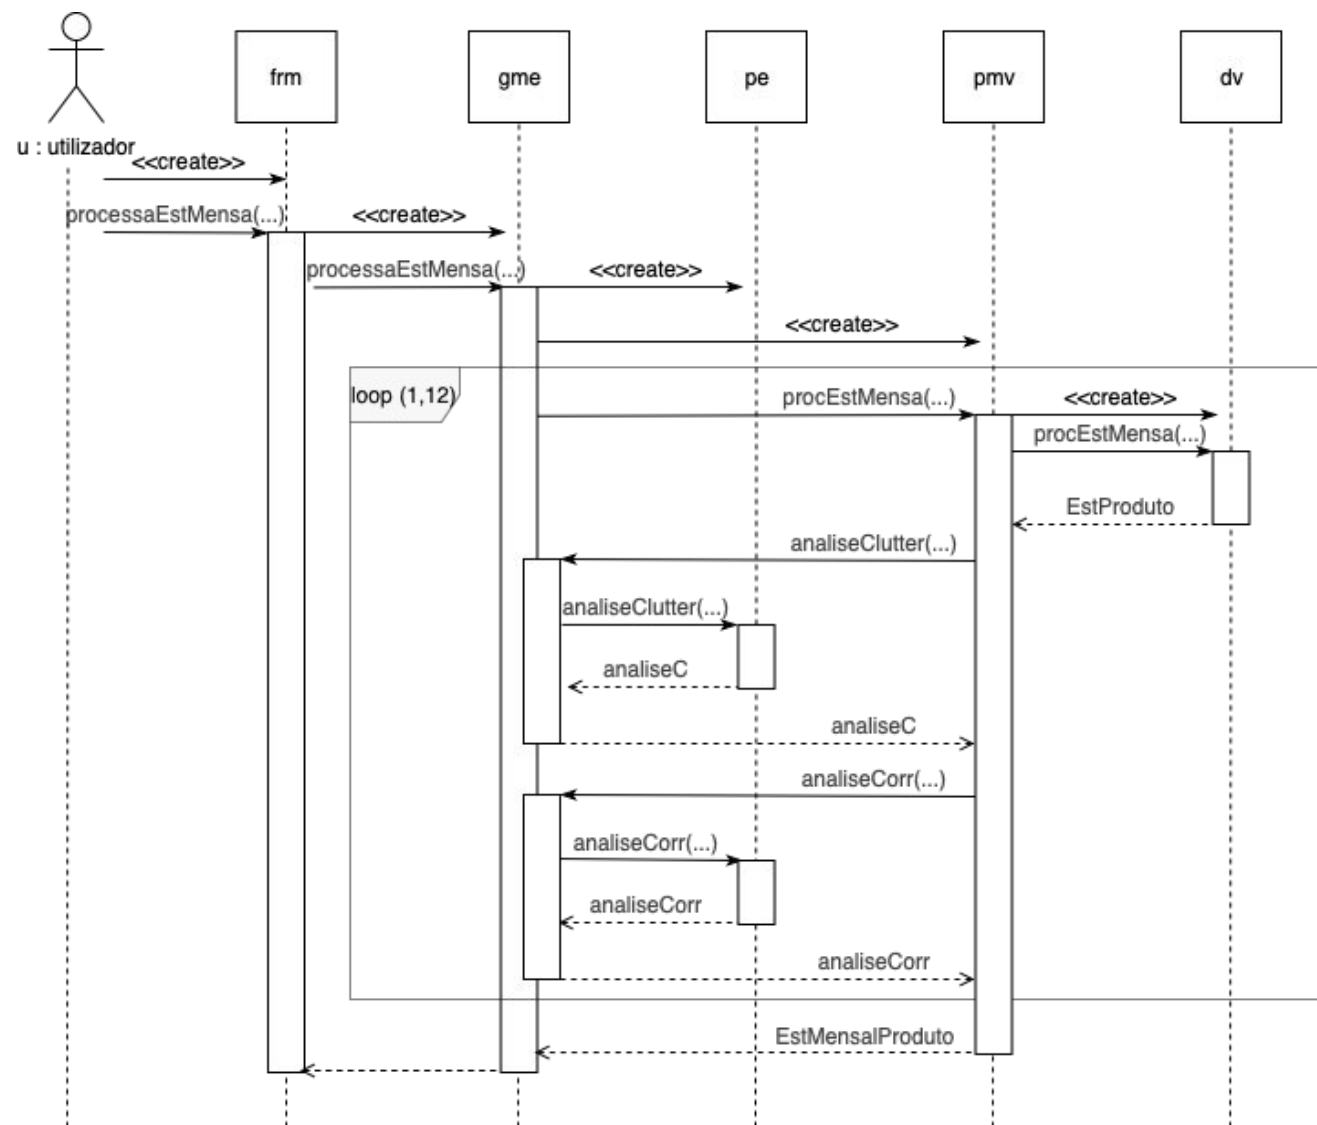 frm
gme
pe
pmv
dv
u : utilizador
<<create>>
processaEstMensa(...)
<<create>>
processaEstMensa(...)
<<create>>
<<create>>
loop (1,12)
procEstMensa(...)
<<create>>
procEstMensa(...)
EstProduto
analiseClutter(...)
analiseClutter(...)
analiseC
analiseC
analiseCorr(...)
analiseCorr(...)
analiseCorr
analiseCorr
EstMensalProduto